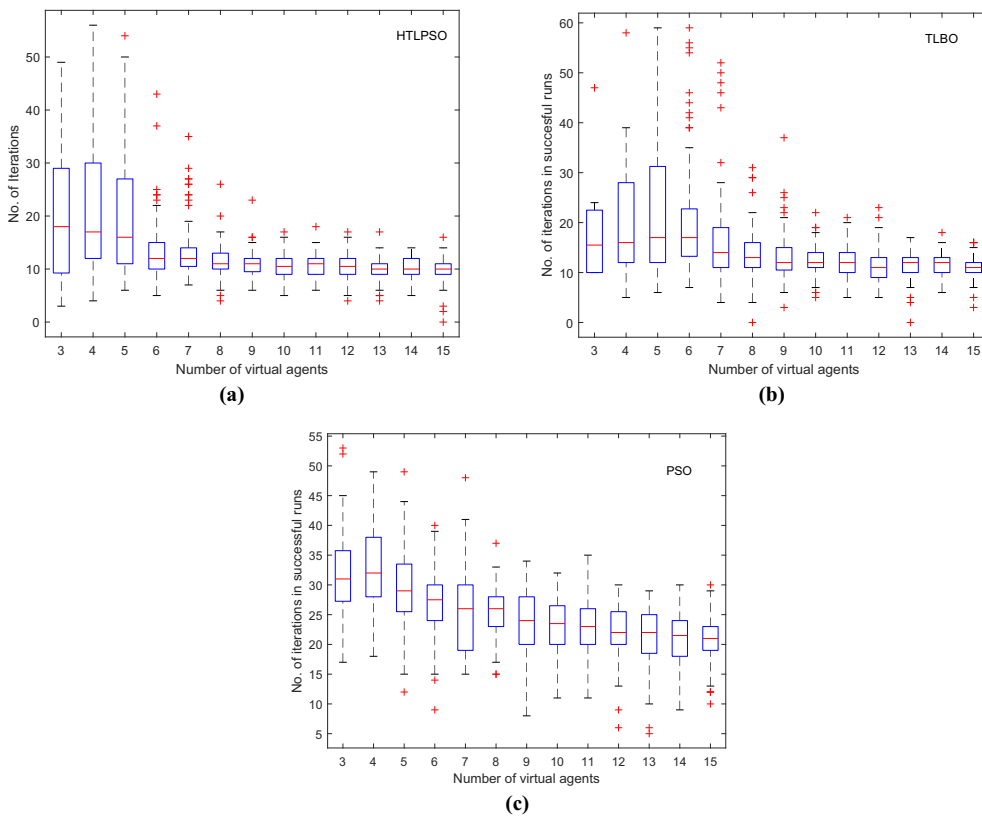 HTLPSO
50
40
30
20
10
0
No. of Iterations
3 4 5 6 7 8 9 10 11 12 13 14 15
Number of virtual agents
(a)
TLBO
60
50
40
30
20
10
0
No. of iterations in succesful runs
3 4 5 6 7 8 9 10 11 12 13 14 15
Number of virtual agents
(b)
PSO
55
50
45
40
35
30
25
20
15
10
5
No. of iterations in successful runs
3 4 5 6 7 8 9 10 11 12 13 14 15
Number of virtual agents
(c)